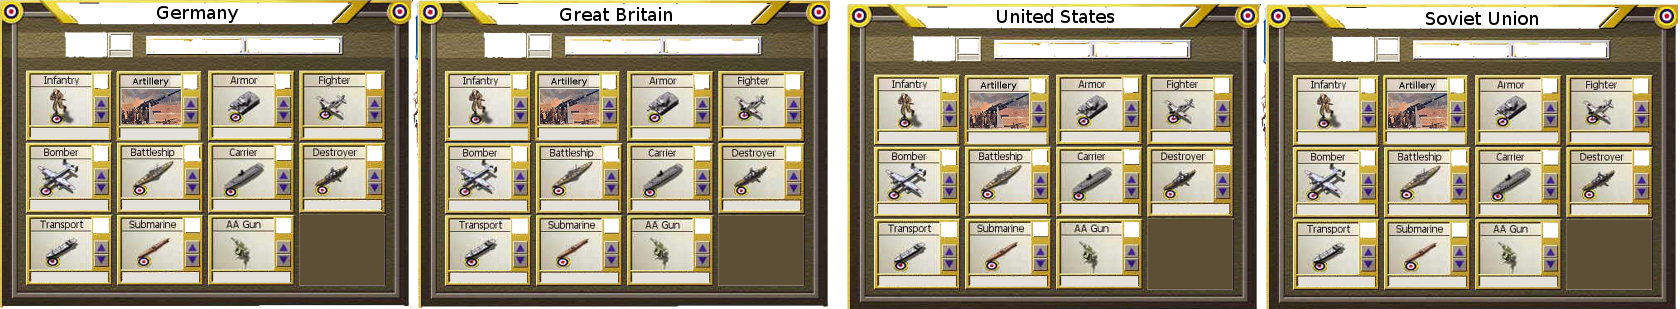 Germany
Infantry Artillery Armor Fighter
Bomber Battleship Carrier Destroyer
Transport Submarine AA Gun
Great Britain
Infantry Artillery Armor Fighter
Bomber Battleship Carrier Destroyer
Transport Submarine AA Gun
United States
Infantry Artillery Armor Fighter
Bomber Battleship Carrier Destroyer
Transport Submarine AA Gun
Soviet Union
Infantry Artillery Armor Fighter
Bomber Battleship Carrier Destroyer
Transport Submarine AA Gun